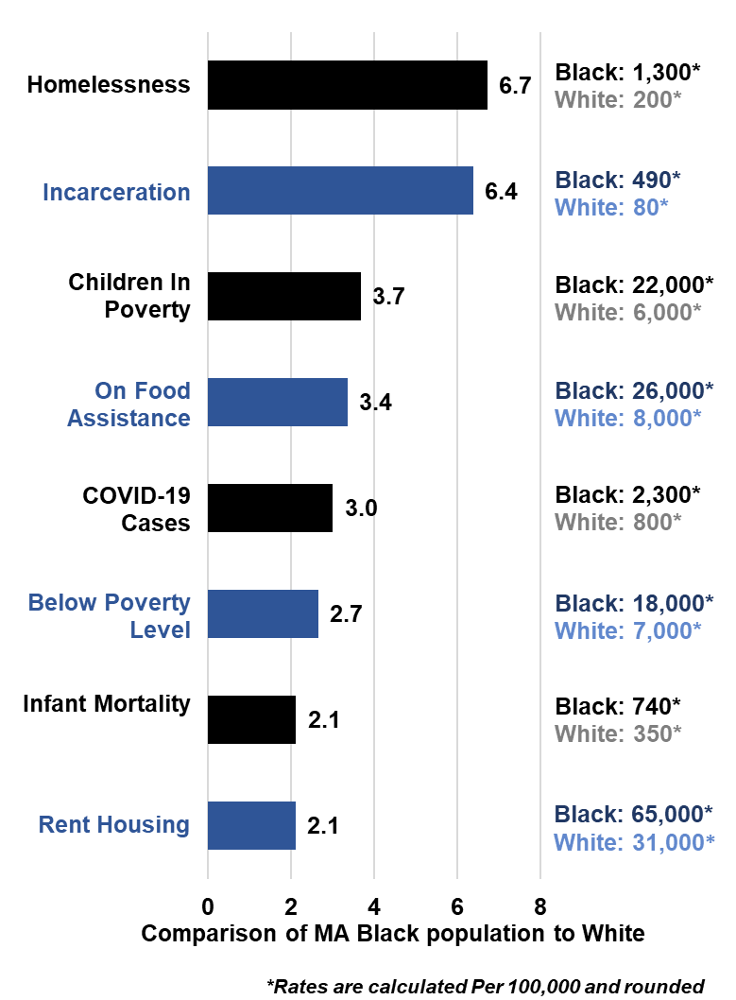 Homelessness
6.7
Black: 1,300*
White: 200*
Incarceration
6.4
Black: 490*
White: 80*
Children In
Poverty
3.7
Black: 22,000*
White: 6,000*
On Food
Assistance
3.4
Black: 26,000*
White: 8,000*
COVID-19
Cases
3.0
Black: 2,300*
White: 800*
Below Poverty
Level
2.7
Black: 18,000*
White: 7,000*
Infant Mortality
2.1
Black: 740*
White: 350*
Rent Housing
2.1
Black: 65,000*
White: 31,000*
0 2 4 6 8
Comparison of MA Black population to White
*Rates are calculated Per 100,000 and rounded